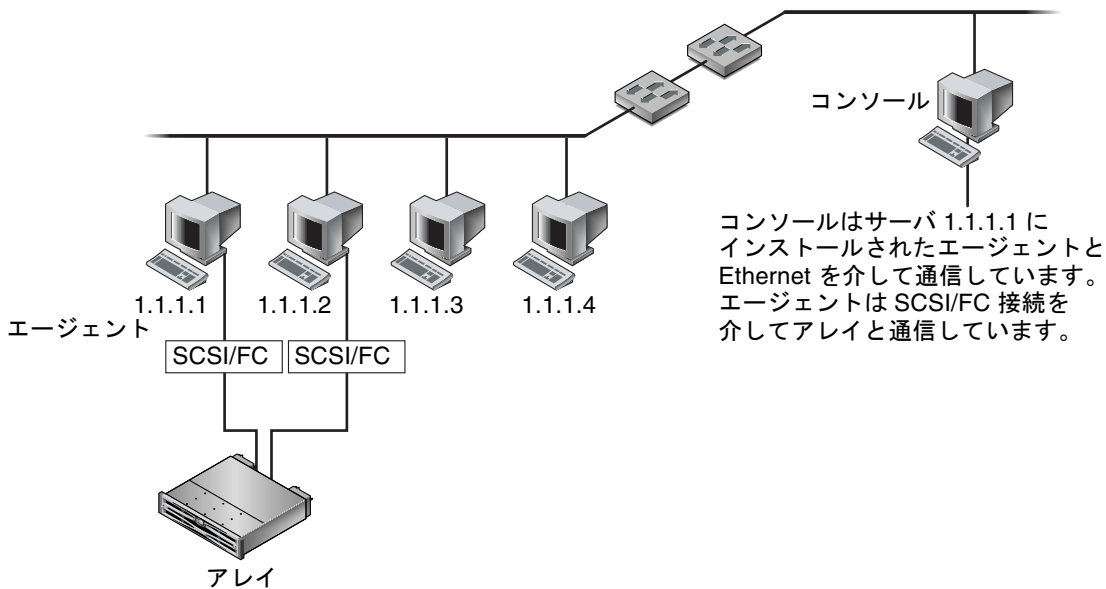 コンソール
コンソールはサーバ 1.1.1.1 に
インストールされたエージェントと
Ethernet を介して通信しています。
エージェントは SCSI/FC 接続を
介してアレイと通信しています。
1.1.1.1
1.1.1.2
1.1.1.3
1.1.1.4
エージェント
SCSI/FC
SCSI/FC
アレイ